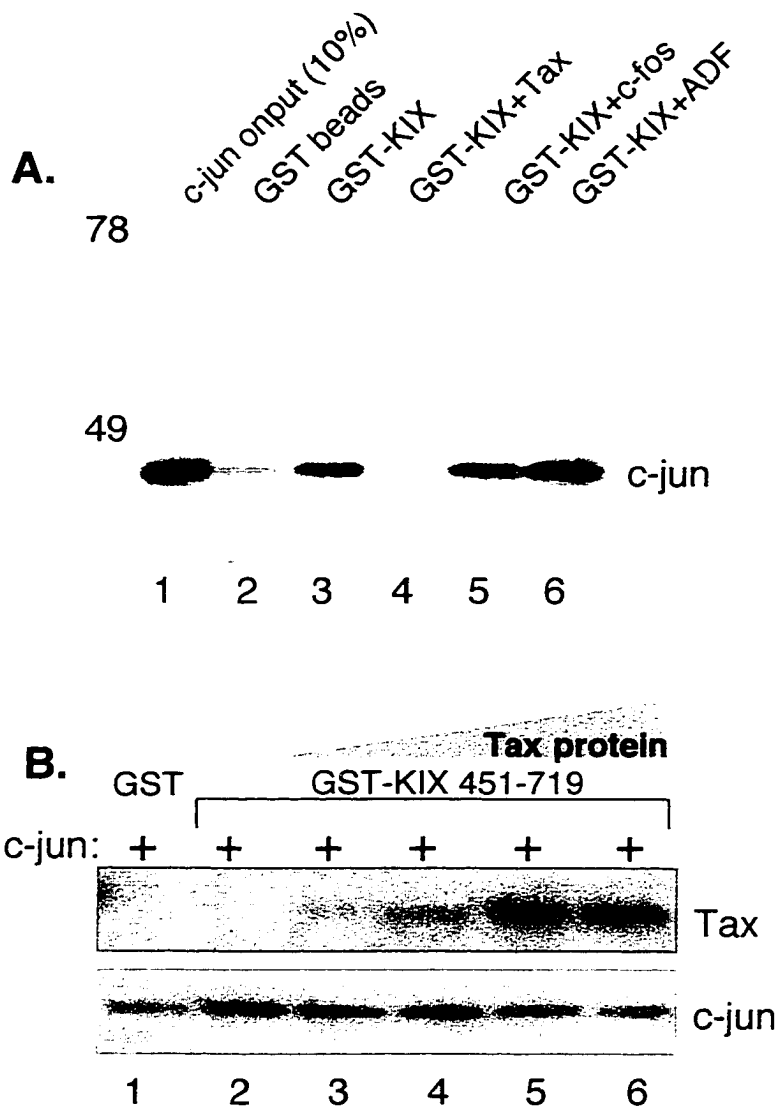 A.
c-jun onput (10%)
GST beads
GST-KIX
GST-KIX+Tax
GST-KIX+c-fos
GST-KIX+ADF
78
49
c-jun
1 2 3 4 5 6
B.
Tax protein
GST GST-KIX 451-719
c-jun: + + + + + +
Tax
c-jun
1 2 3 4 5 6